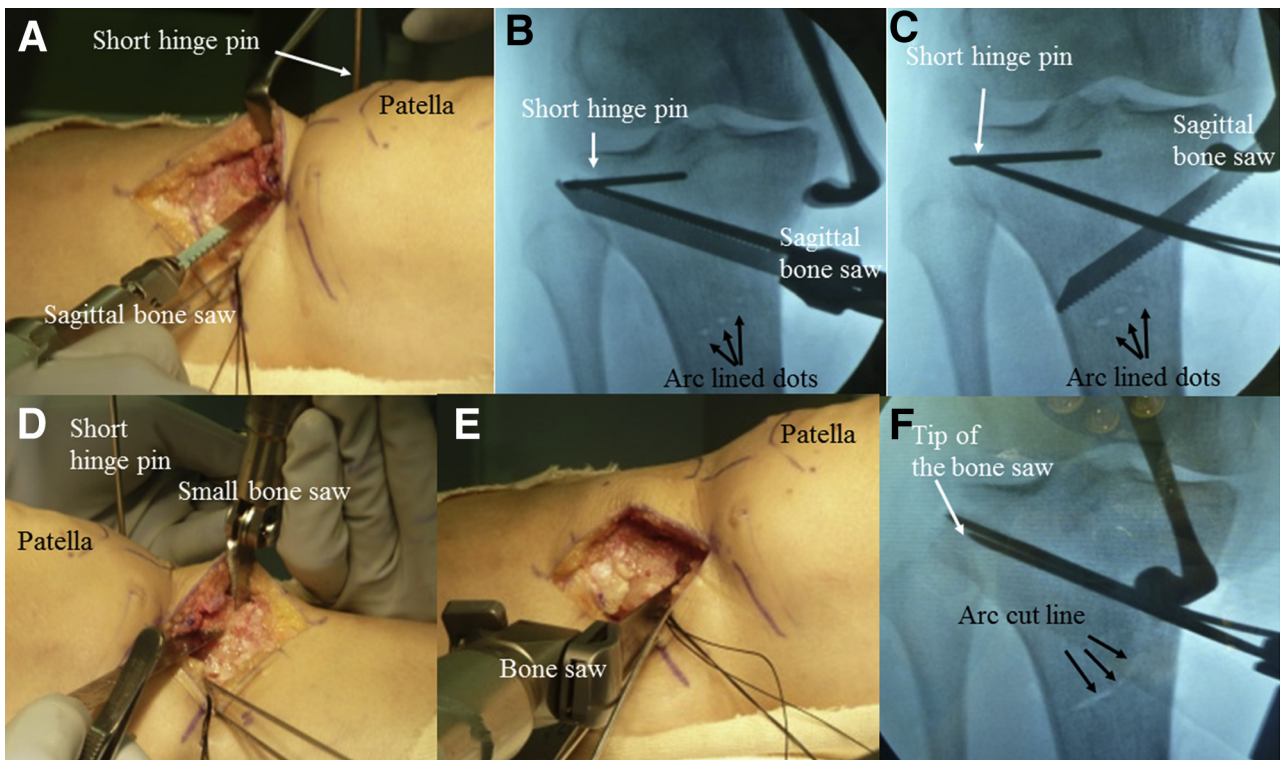 A
Short hinge pin
Patella
Sagittal bone saw
B
Short hinge pin
Sagittal
bone saw
Arc lined dots
C
Short hinge pin
Sagittal
bone saw
Arc lined dots
D
Short
hinge pin
Small bone saw
Patella
E
Patella
Bone saw
F
Tip of
the bone saw
Arc cut line